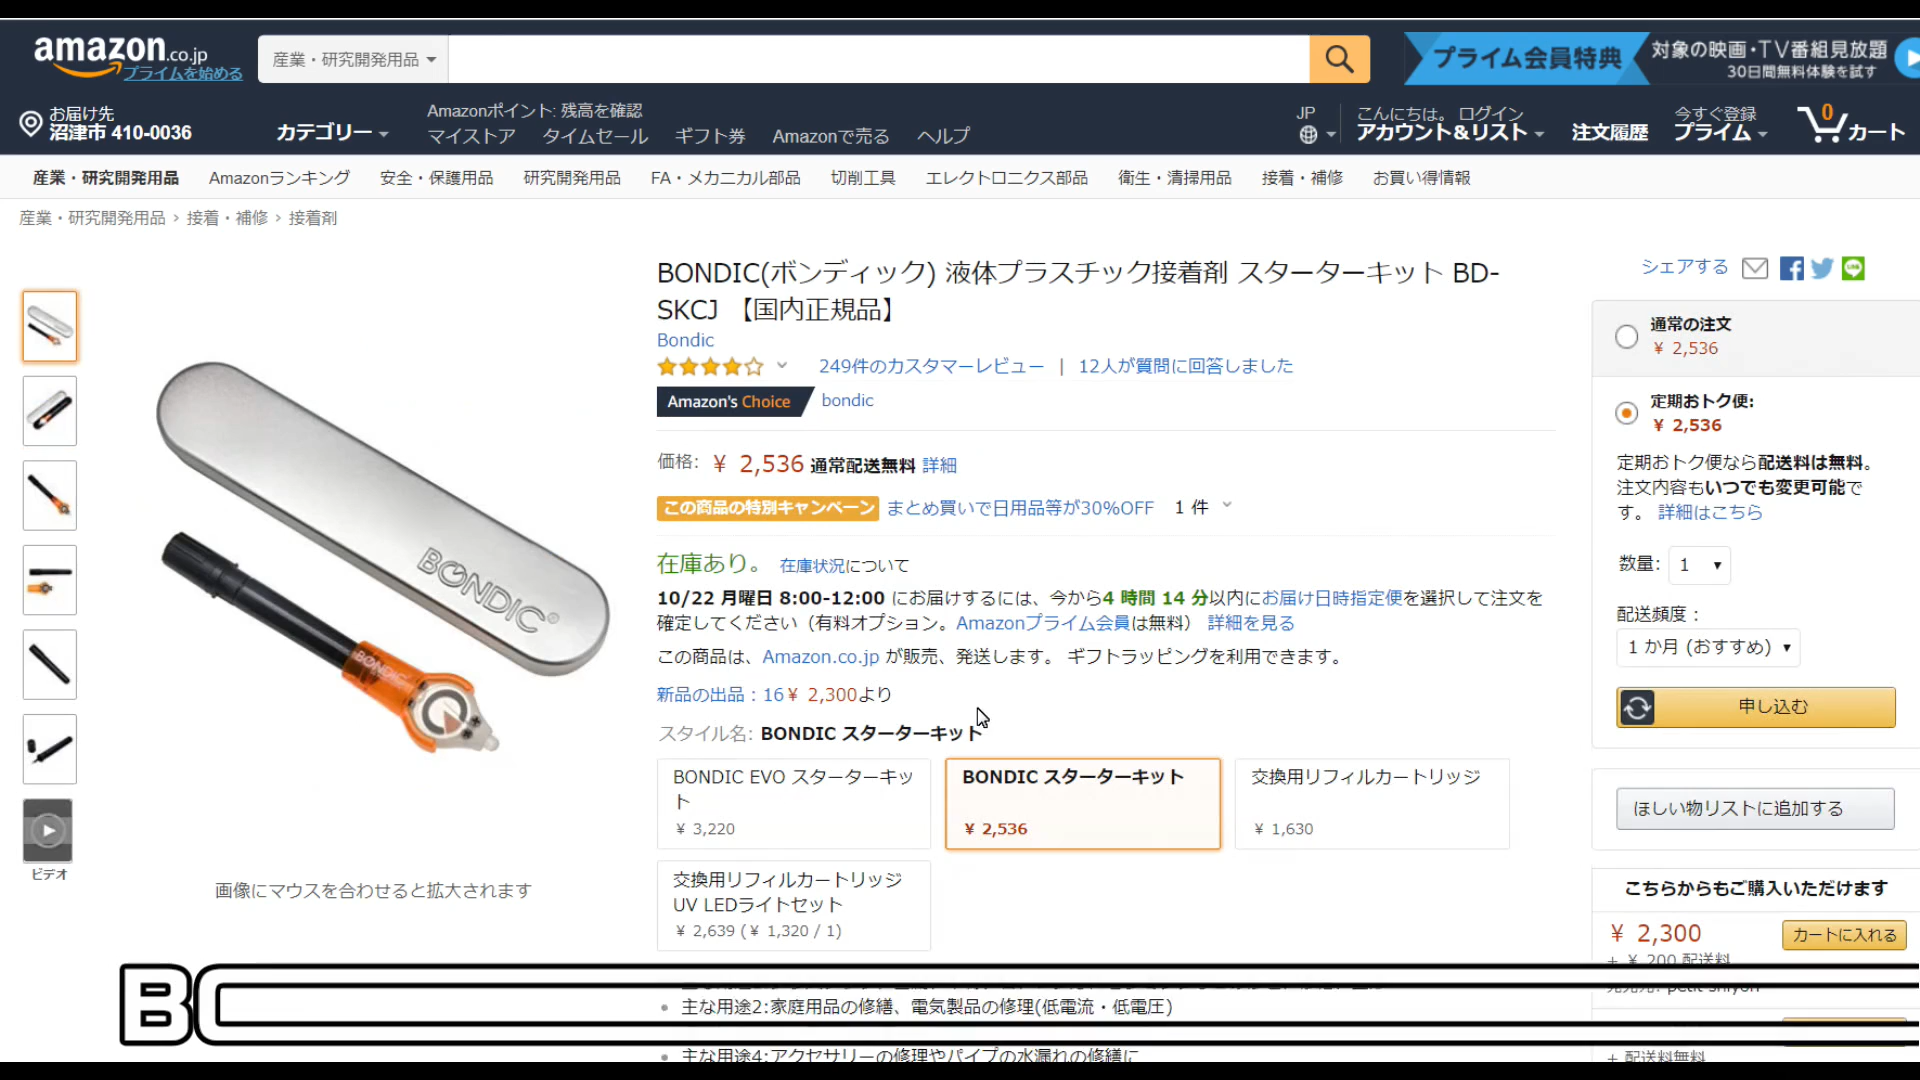 amazon.co.jp
プライムを始める
産業・研究開発用品
プライム会員特典
対象の映画・TV番組見放題
30日間無料体験を試す
お届け先
沼津市 410-0036
カテゴリー
Amazonポイント: 残高を確認
マイストア タイムセール ギフト券 Amazonで売る ヘルプ
JP
こんにちは。 ログイン
アカウント&リスト
注文履歴
今すぐ登録
プライム
0
カート
産業・研究開発用品 Amazonランキング 安全・保護用品 研究開発用品 FA・メカニカル部品 切削工具 エレクトロニクス部品 衛生・清掃用品 接着・補修 お買い得情報
産業・研究開発用品 › 接着・補修 › 接着剤
BONDIC(ボンディック) 液体プラスチック接着剤 スターターキット BD-
SKCJ 【国内正規品】
Bondic
249件のカスタマーレビュー | 12人が質問に回答しました
Amazon's Choice bondic
価格: ¥ 2,536 通常配送無料 詳細
この商品の特別キャンペーン まとめ買いで日用品等が30%OFF 1 件
在庫あり。 在庫状況について
10/22 月曜日 8:00-12:00 にお届けするには、今から4 時間 14 分以内にお届け日時指定便を選択して注文を
確定してください（有料オプション。Amazonプライム会員は無料） 詳細を見る
この商品は、Amazon.co.jp が販売、発送します。 ギフトラッピングを利用できます。
新品の出品：16¥ 2,300より
スタイル名: BONDIC スターターキット
BONDIC EVO スターターキッ
ト
¥ 3,220
BONDIC スターターキット
¥ 2,536
交換用リフィルカートリッジ
¥ 1,630
交換用リフィルカートリッジ
UV LEDライトセット
¥ 2,639 (¥ 1,320 / 1)
主な用途2:家庭用品の修繕、電気製品の修理(低電流・低電圧)
主な用途4:アクセサリーの修理やパイプの水漏れの修繕に
BONDIC
BONDIC
ビデオ
画像にマウスを合わせると拡大されます
シェアする
通常の注文
¥ 2,536
定期おトク便:
¥ 2,536
定期おトク便なら配送料は無料。
注文内容もいつでも変更可能で
す。 詳細はこちら
数量: 1
配送頻度：
1 か月 (おすすめ)
申し込む
ほしい物リストに追加する
こちらからもご購入いただけます
¥ 2,300
カートに入れる
+ ¥ 200 配送料
+ 配送料無料